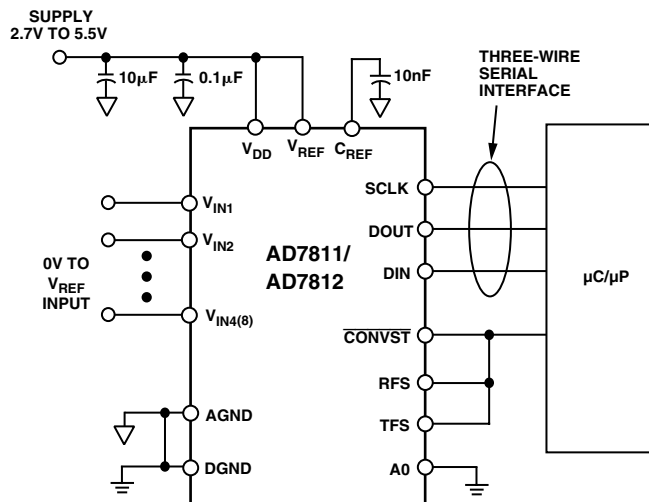 SUPPLY
2.7V TO 5.5V
10μF
0.1μF
10nF
THREE-WIRE
SERIAL
INTERFACE
VDD
VREF
CREF
SCLK
DOUT
DIN
CONVST
RFS
TFS
A0
VIN1
VIN2
VIN4(8)
AGND
DGND
0V TO
VREF
INPUT
AD7811/
AD7812
μC/μP